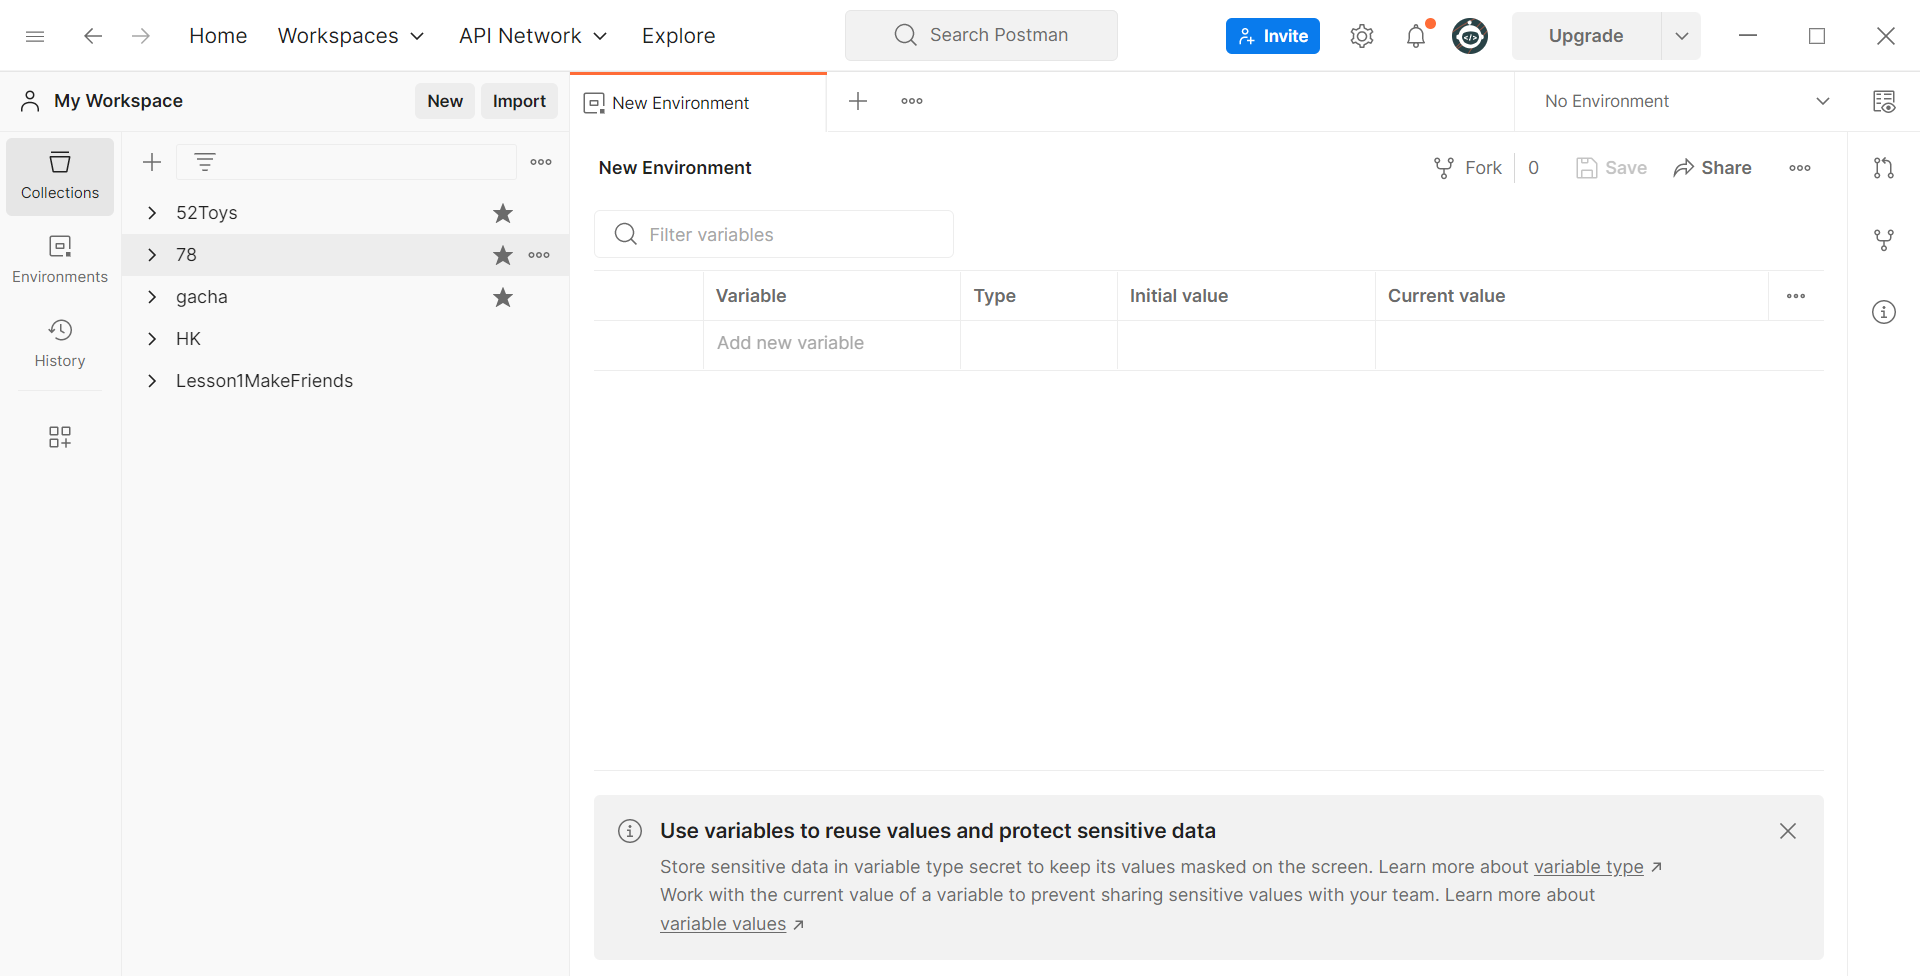 Home
Workspaces
API Network
Explore
Search Postman
Invite
Upgrade
My Workspace
New
Import
New Environment
No Environment
Collections
Environments
History
52Toys
78
gacha
HK
Lesson1MakeFriends
New Environment
Fork
0
Save
Share
Filter variables
Variable
Type
Initial value
Current value
Add new variable
Use variables to reuse values and protect sensitive data
Store sensitive data in variable type secret to keep its values masked on the screen. Learn more about variable type ↗
Work with the current value of a variable to prevent sharing sensitive values with your team. Learn more about
variable values ↗